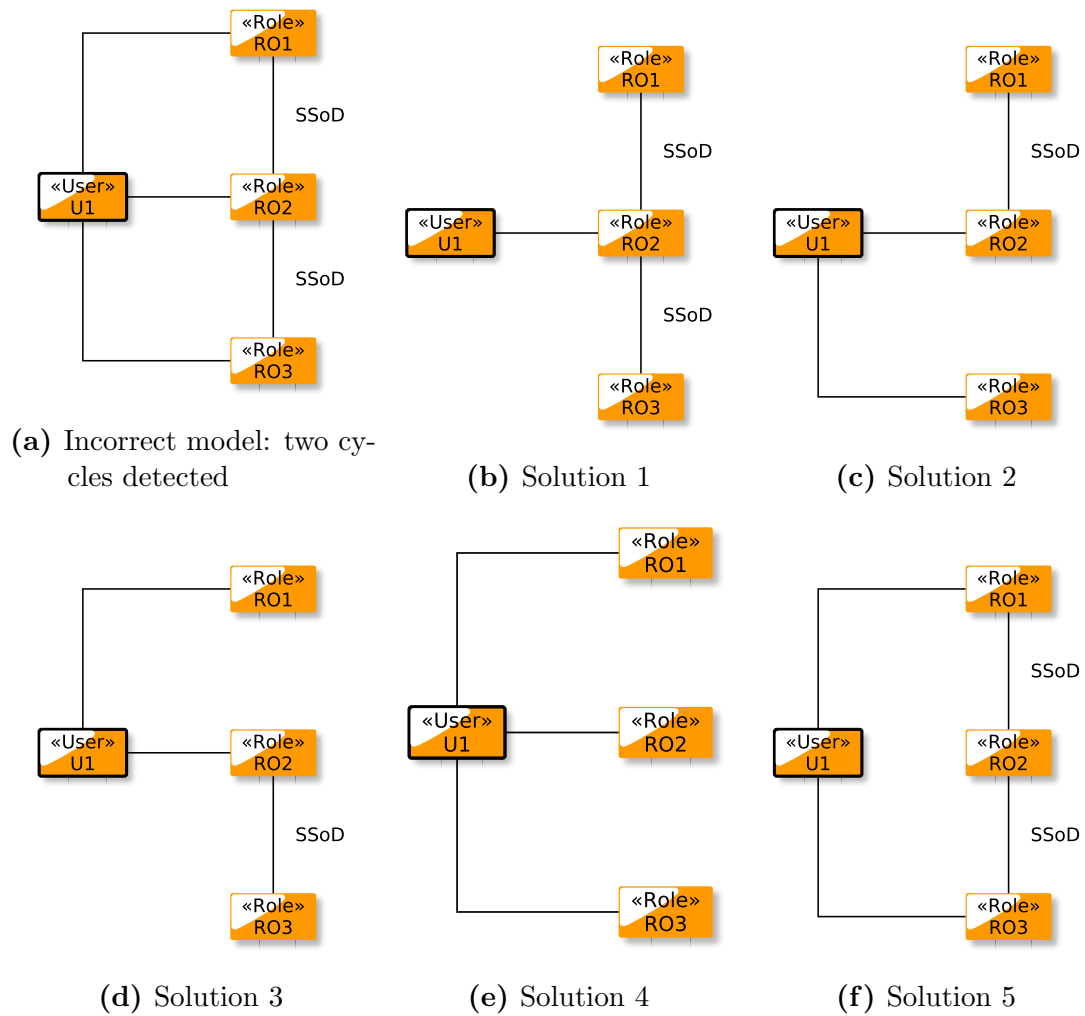 «Role»
RO1
SSoD
«User»
U1
«Role»
RO2
SSoD
«Role»
RO3
(a) Incorrect model: two cy-
cles detected
«Role»
RO1
SSoD
«User»
U1
«Role»
RO2
SSoD
«Role»
RO3
(b) Solution 1
«Role»
RO1
SSoD
«User»
U1
«Role»
RO2
«Role»
RO3
(c) Solution 2
«Role»
RO1
«User»
U1
«Role»
RO2
SSoD
«Role»
RO3
(d) Solution 3
«Role»
RO1
«User»
U1
«Role»
RO2
«Role»
RO3
(e) Solution 4
«Role»
RO1
SSoD
«User»
U1
«Role»
RO2
SSoD
«Role»
RO3
(f) Solution 5